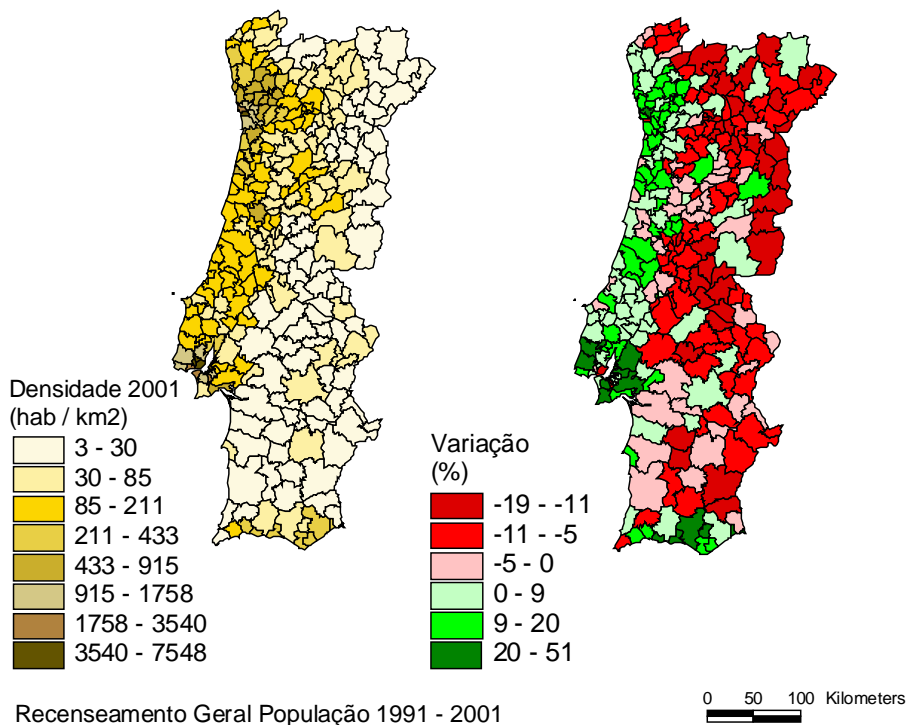 Densidade 2001
(hab / km2)
3 - 30
30 - 85
85 - 211
211 - 433
433 - 915
915 - 1758
1758 - 3540
3540 - 7548
Variação
(%)
-19 - -11
-11 - -5
-5 - 0
0 - 9
9 - 20
20 - 51
Recenseamento Geral População 1991 - 2001
0 50 100 Kilometers